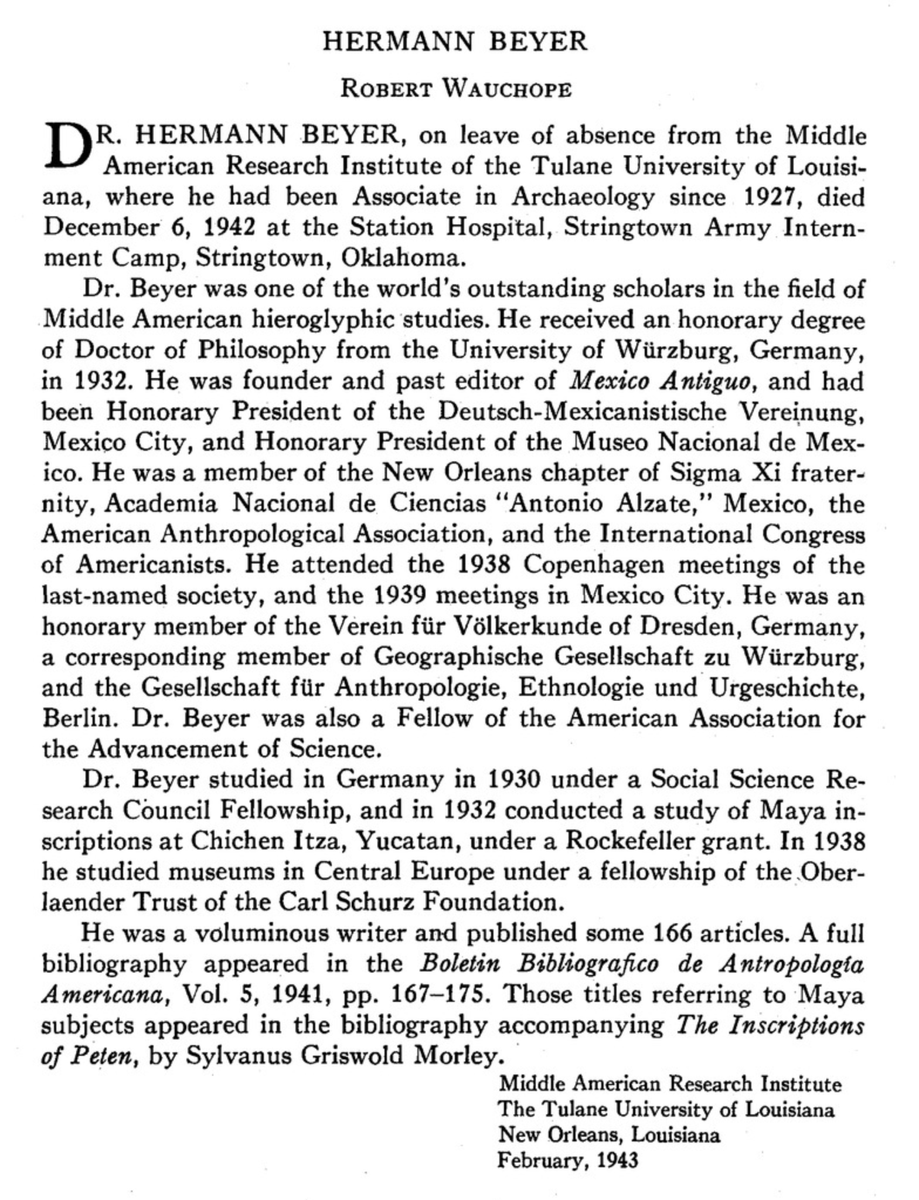 HERMANN BEYER
ROBERT WAUCHOPE
DR. HERMANN BEYER, on leave of absence from the Middle
American Research Institute of the Tulane University of Louisi-
ana, where he had been Associate in Archaeology since 1927, died
December 6, 1942 at the Station Hospital, Stringtown Army Intern-
ment Camp, Stringtown, Oklahoma.
Dr. Beyer was one of the world's outstanding scholars in the field of
Middle American hieroglyphic studies. He received an honorary degree
of Doctor of Philosophy from the University of Würzburg, Germany,
in 1932. He was founder and past editor of Mexico Antiguo, and had
been Honorary President of the Deutsch-Mexicanistische Vereinung,
Mexico City, and Honorary President of the Museo Nacional de Mex-
ico. He was a member of the New Orleans chapter of Sigma Xi frater-
nity, Academia Nacional de Ciencias "Antonio Alzate," Mexico, the
American Anthropological Association, and the International Congress
of Americanists. He attended the 1938 Copenhagen meetings of the
last-named society, and the 1939 meetings in Mexico City. He was an
honorary member of the Verein für Völkerkunde of Dresden, Germany,
a corresponding member of Geographische Gesellschaft zu Würzburg,
and the Gesellschaft für Anthropologie, Ethnologie und Urgeschichte,
Berlin. Dr. Beyer was also a Fellow of the American Association for
the Advancement of Science.
Dr. Beyer studied in Germany in 1930 under a Social Science Re-
search Council Fellowship, and in 1932 conducted a study of Maya in-
scriptions at Chichen Itza, Yucatan, under a Rockefeller grant. In 1938
he studied museums in Central Europe under a fellowship of the Ober-
laender Trust of the Carl Schurz Foundation.
He was a voluminous writer and published some 166 articles. A full
bibliography appeared in the Boletin Bibliografico de Antropología
Americana, Vol. 5, 1941, pp. 167–175. Those titles referring to Maya
subjects appeared in the bibliography accompanying The Inscriptions
of Peten, by Sylvanus Griswold Morley.
Middle American Research Institute
The Tulane University of Louisiana
New Orleans, Louisiana
February, 1943